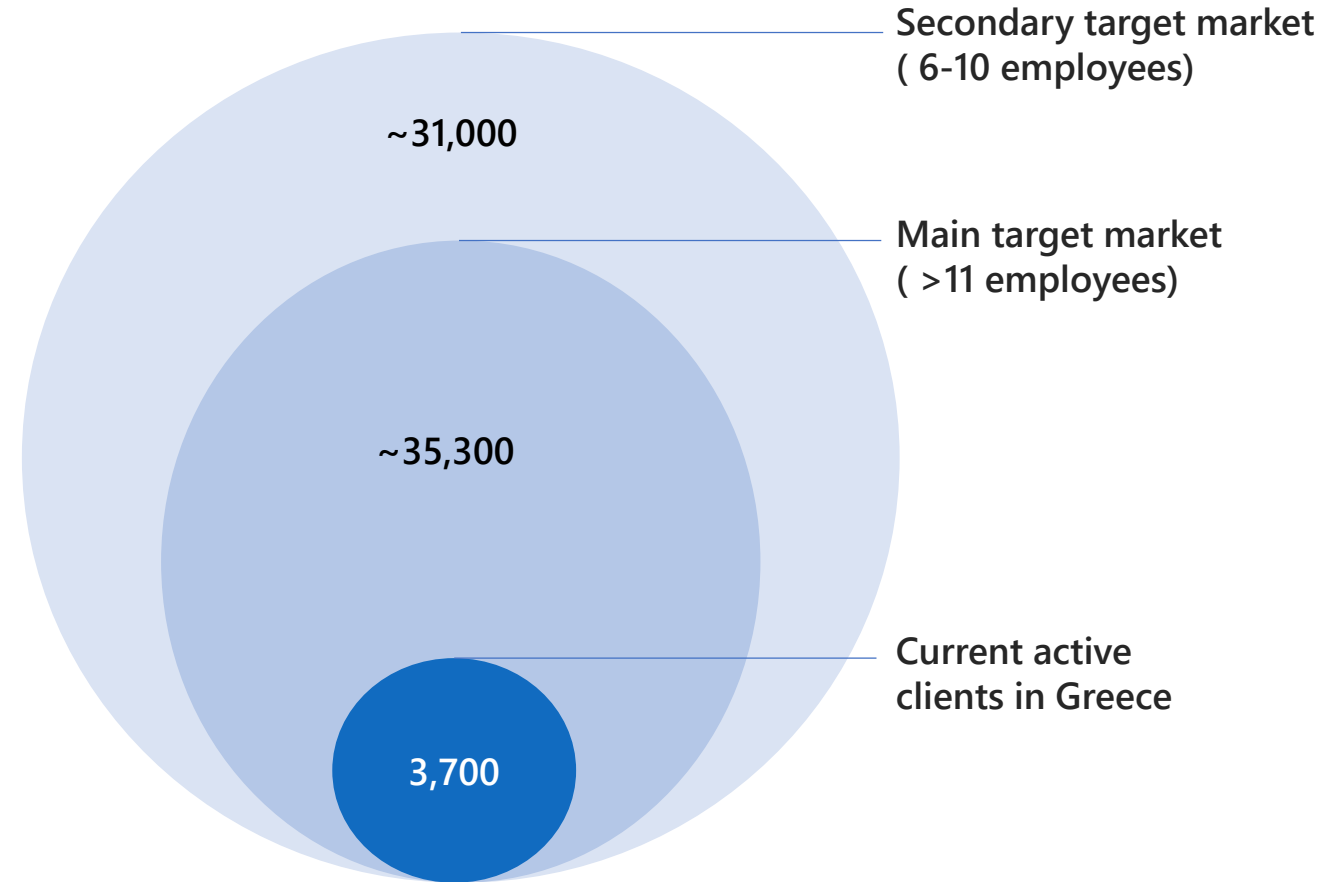 Secondary target market
( 6-10 employees)
~31,000
Main target market
( >11 employees)
~35,300
Current active
clients in Greece
3,700